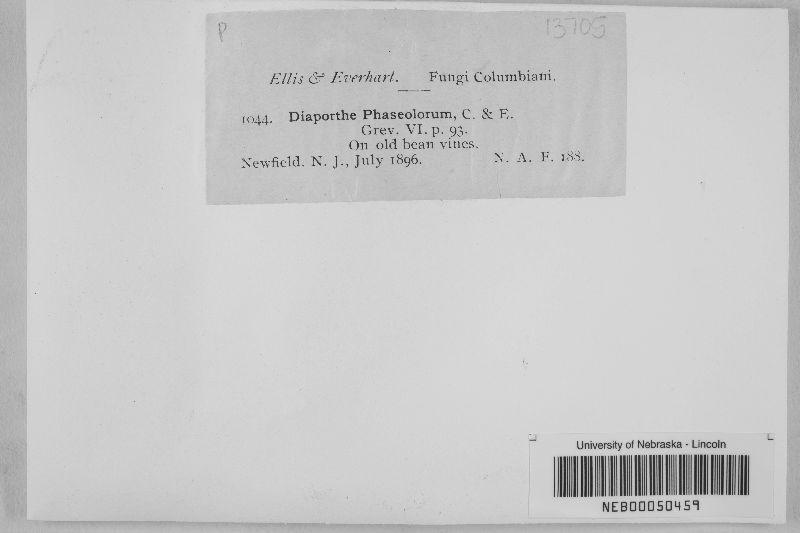 P
13705
Ellis & Everhart. Fungi Columbiani.
1044. Diaporthe Phaseolorum, C. & E.
Grev. VI. p. 93.
On old bean vines.
Newfield. N. J., July 1896. N. A. F. 188.
University of Nebraska - Lincoln
NEB00050459